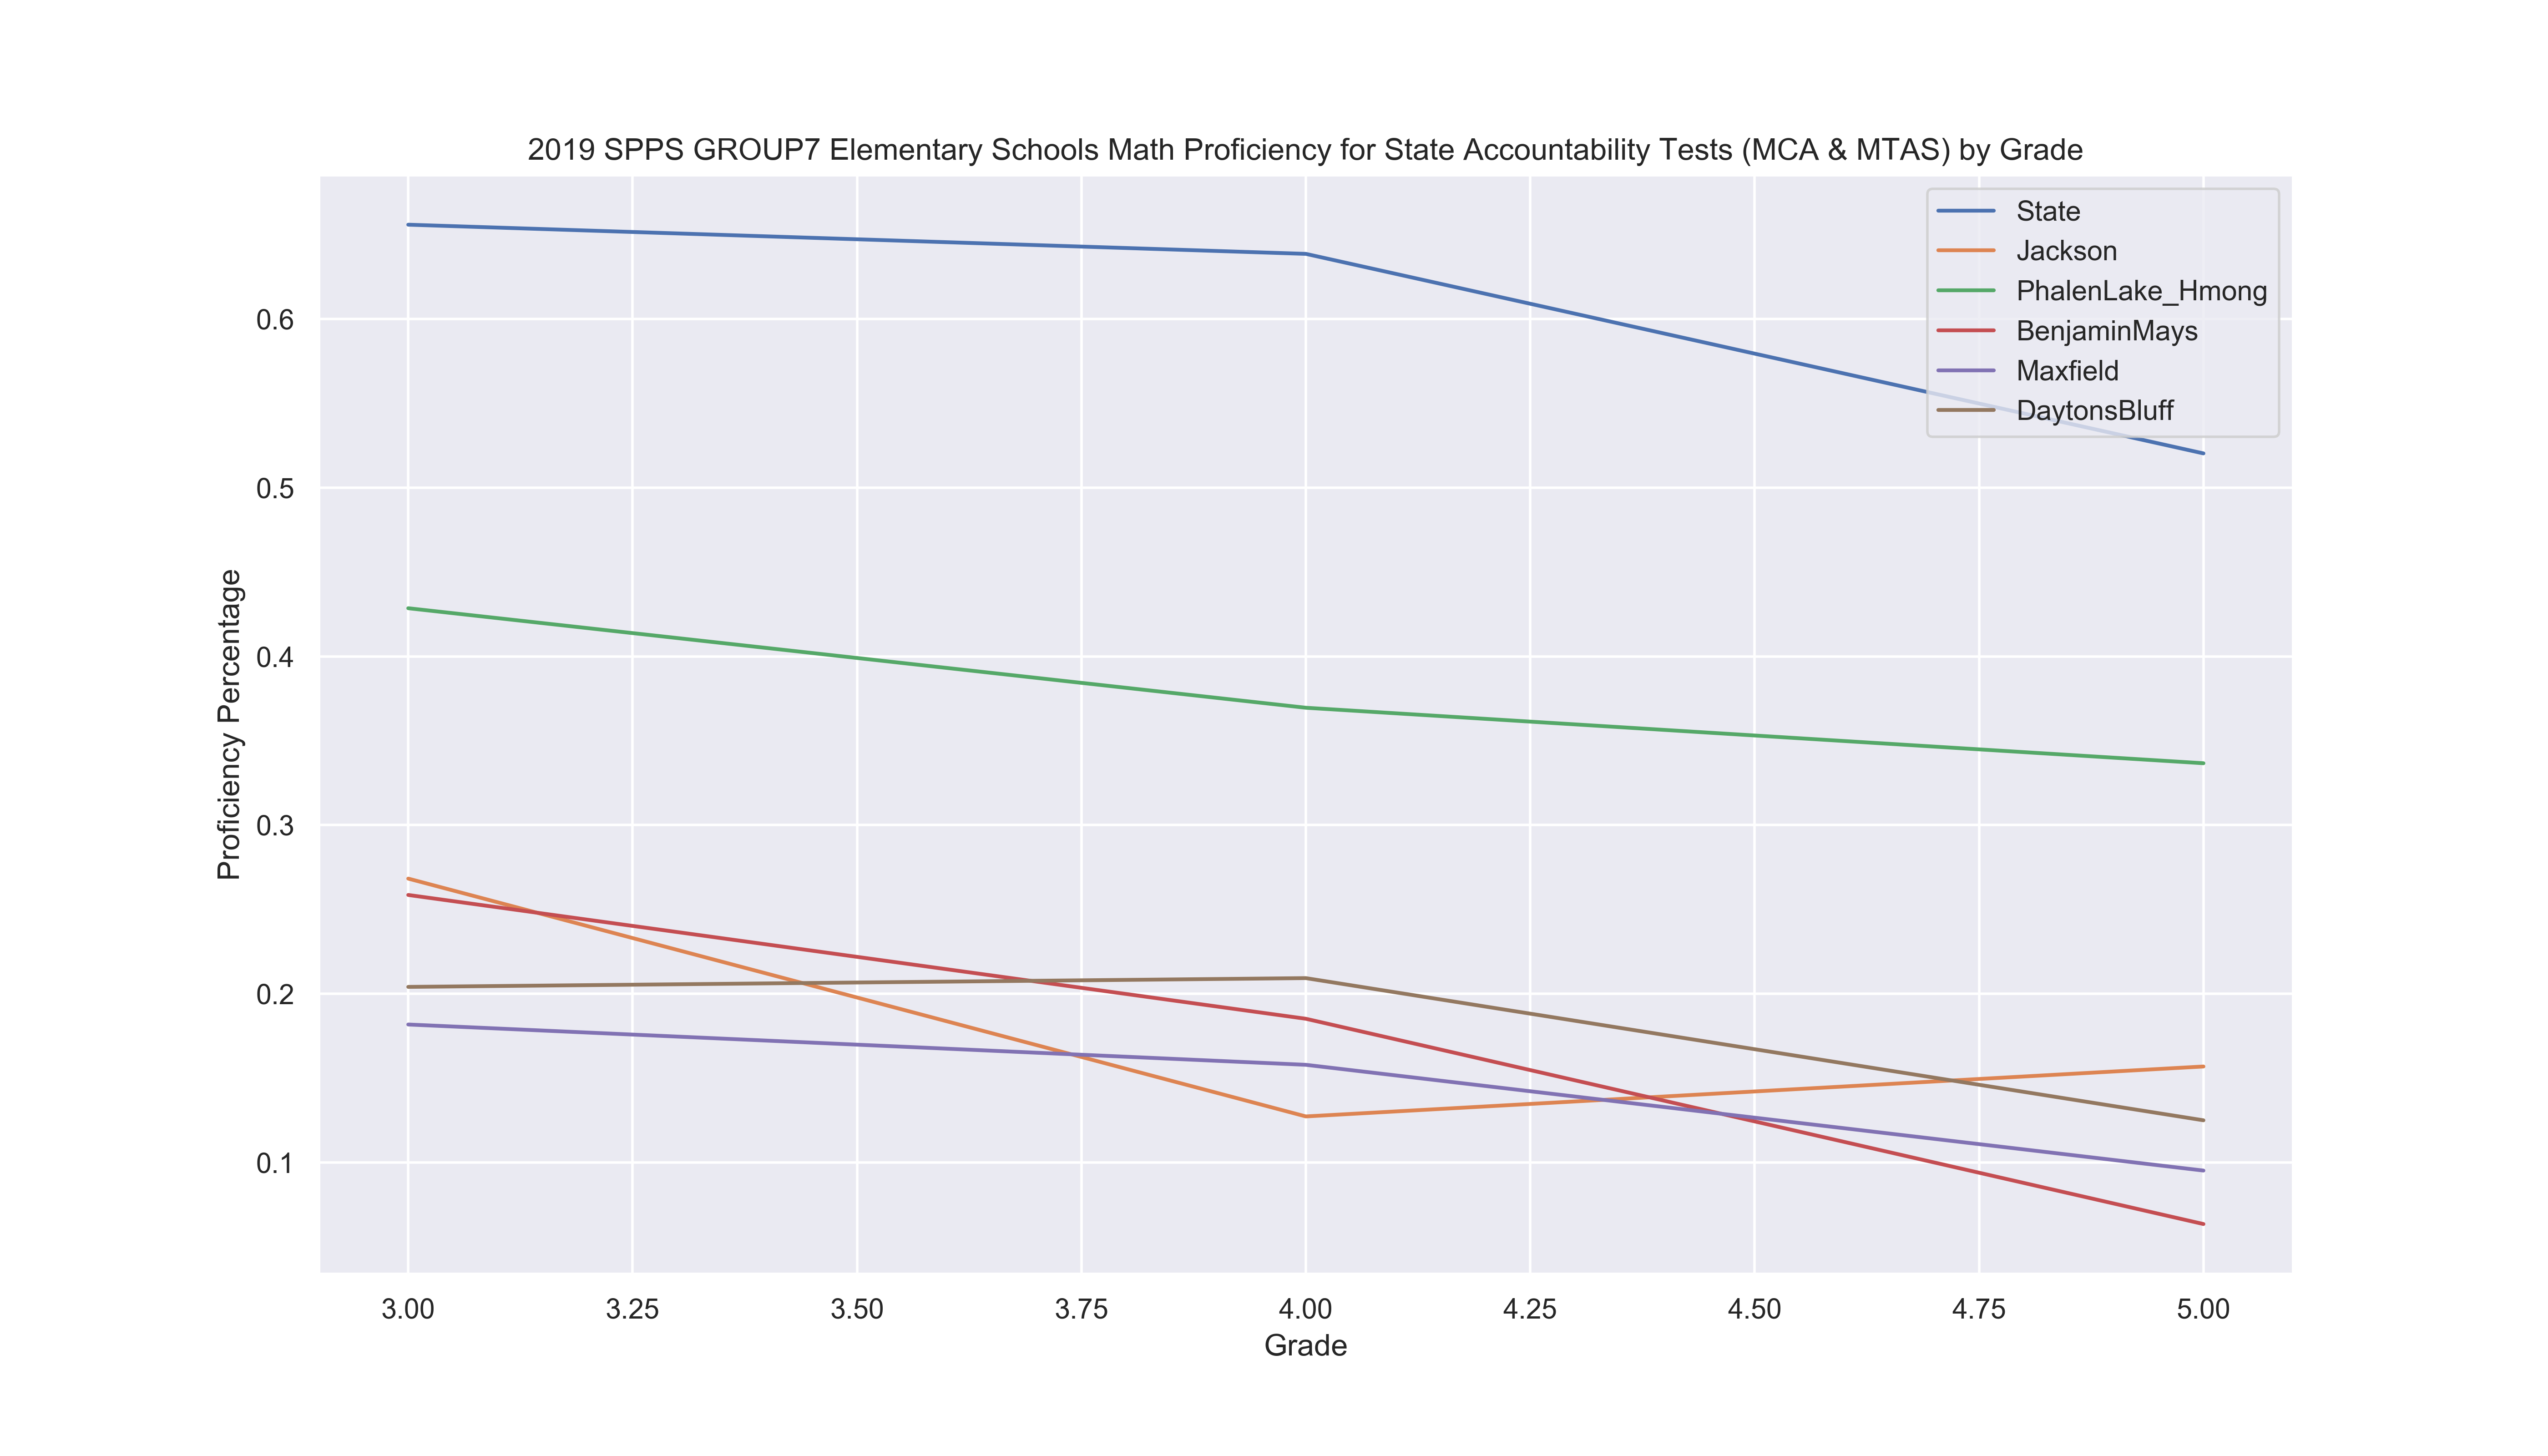 2019 SPPS GROUP7 Elementary Schools Math Proficiency for State Accountability Tests (MCA & MTAS) by Grade
State
Jackson
PhalenLake_Hmong
BenjaminMays
Maxfield
DaytonsBluff
Proficiency Percentage
0.6
0.5
0.4
0.3
0.2
0.1
3.00 3.25 3.50 3.75 4.00 4.25 4.50 4.75 5.00
Grade